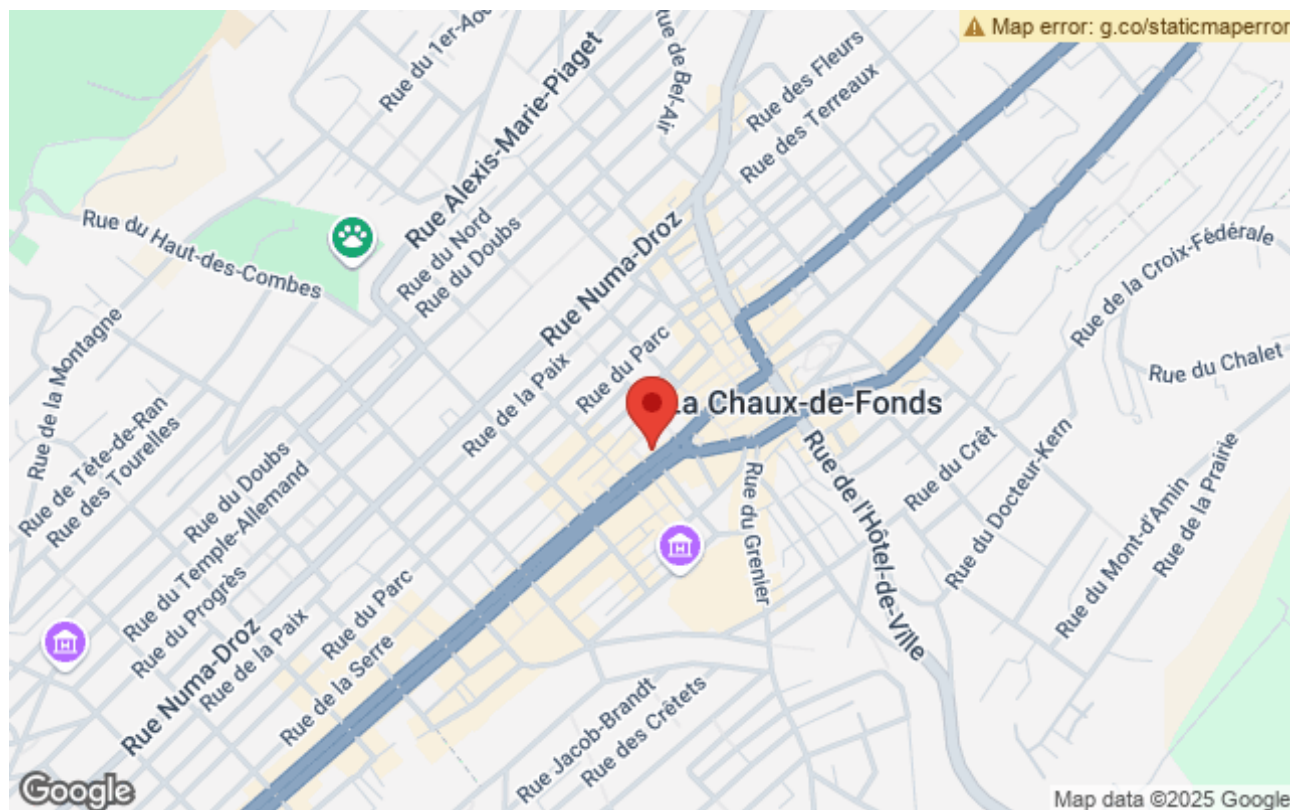 Map error: g.co/staticmaperror
Rue du 1er-Aoû
Rue de Bel-Air
Rue des Fleurs
Rue des Terreaux
Rue Alexis-Marie-Piaget
Rue du Haut-des-Combes
Rue du Nord
Rue du Doubs
Rue Numa-Droz
Rue de la Croix-Fédérale
Rue de la Montagne
Rue de la Paix
Rue du Parc
Rue du Chalet
La Chaux-de-Fonds
Rue de Tête-de-Ran
Rue des Tourelles
Rue du Doubs
Rue du Temple-Allemand
Rue du Progrès
Rue Numa-Droz
Rue de la Paix
Rue du Parc
Rue de la Serre
Rue du Grenier
Rue de l'Hôtel-de-Ville
Rue du Crêt
Rue du Docteur-Kern
Rue du Mont-d'Amin
Rue de la Prairie
Rue Jacob-Brandt
Rue des Crêtets
Google
Map data ©2025 Google